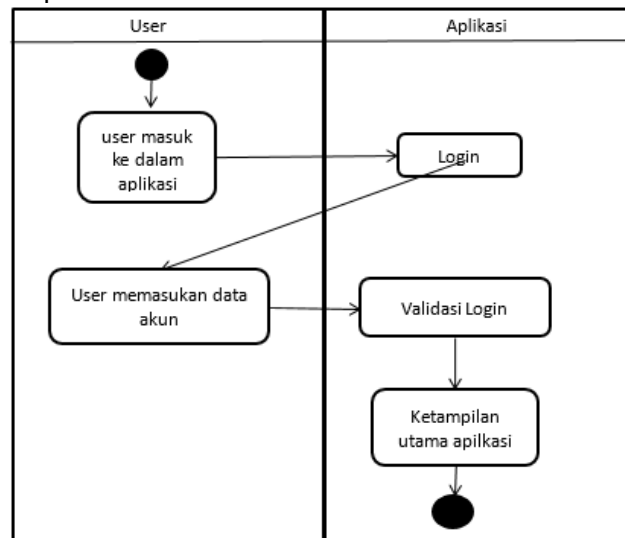 User
Aplikasi
user masuk
ke dalam
aplikasi
Login
User memasukan data
akun
Validasi Login
Ketampilan
utama apilkasi